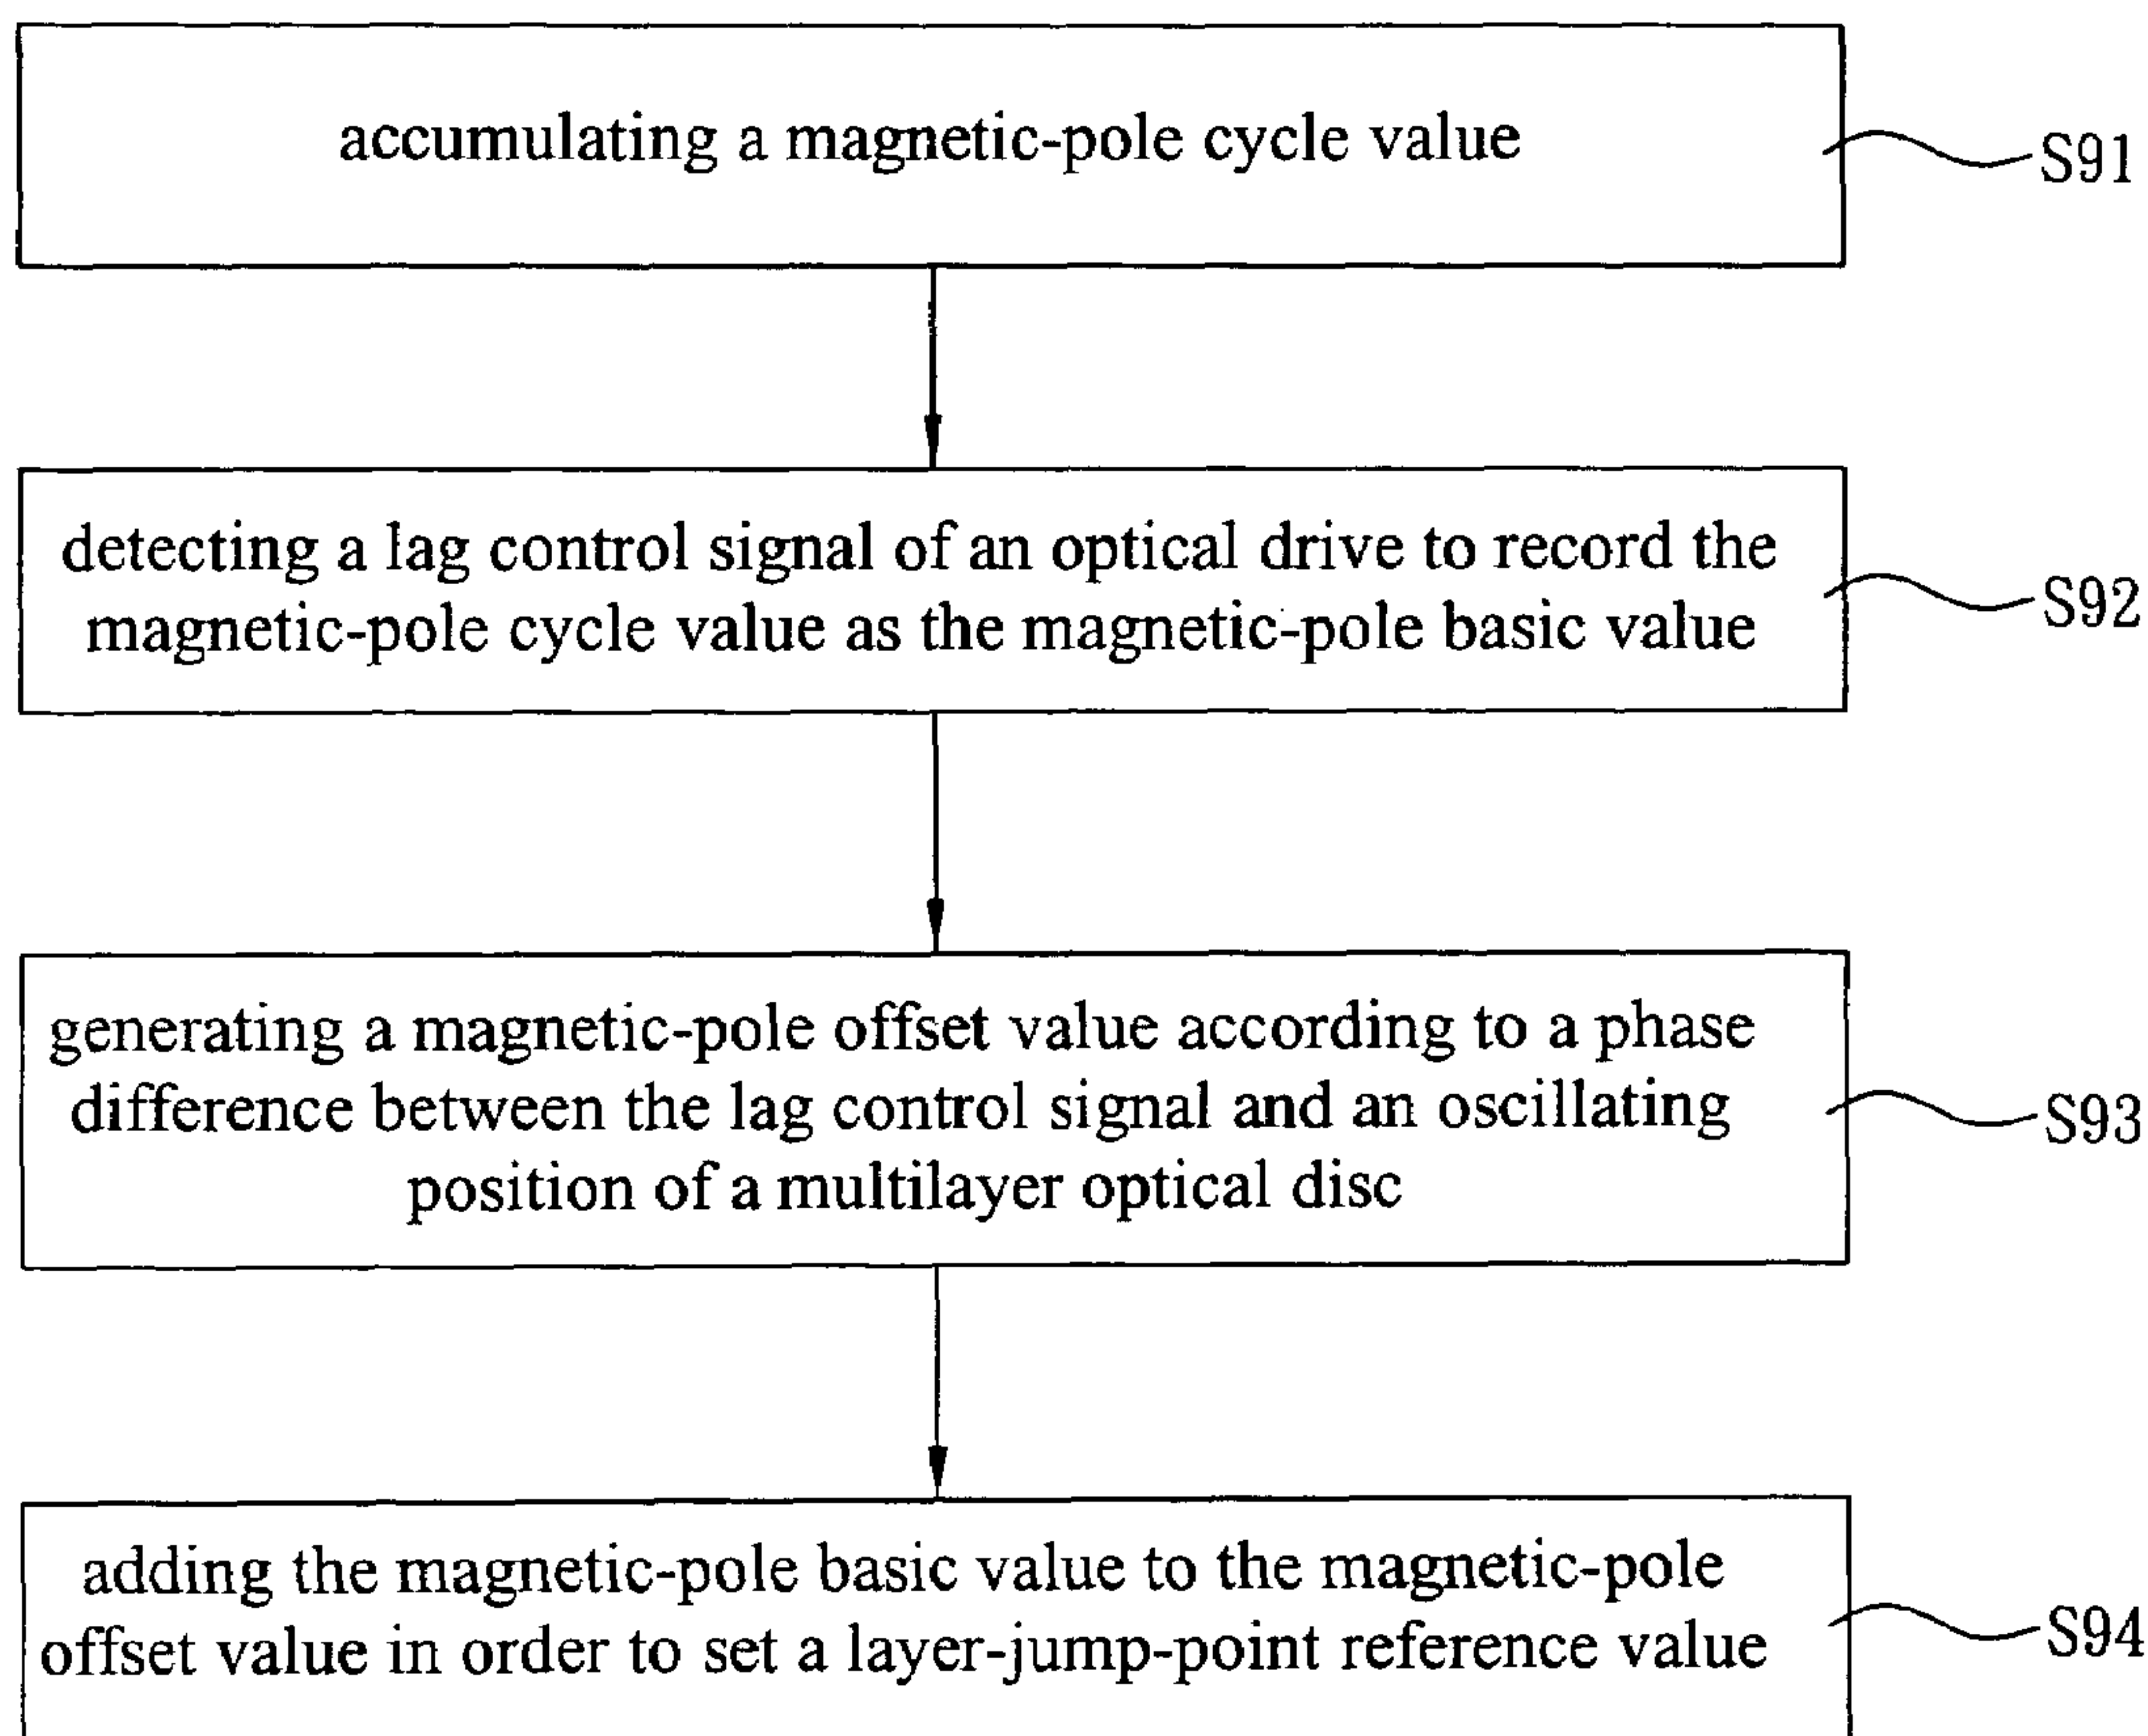 accumulating a magnetic-pole cycle value
S91
detecting a lag control signal of an optical drive to record the
magnetic-pole cycle value as the magnetic-pole basic value
S92
generating a magnetic-pole offset value according to a phase
difference between the lag control signal and an oscillating
position of a multilayer optical disc
S93
adding the magnetic-pole basic value to the magnetic-pole
offset value in order to set a layer-jump-point reference value
S94